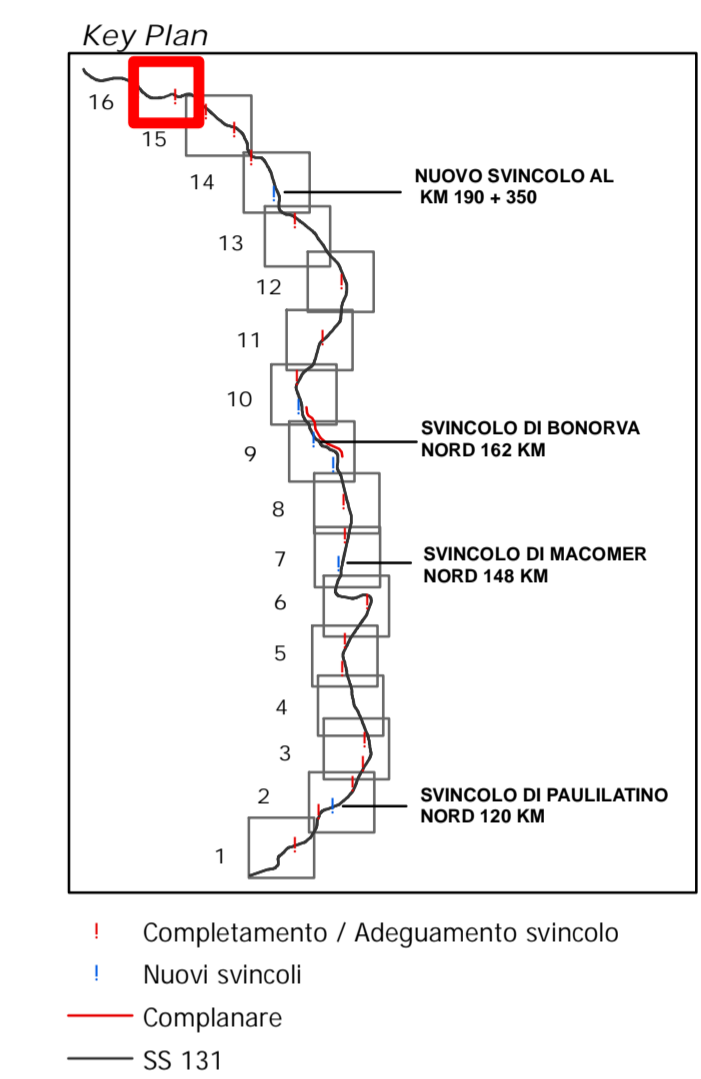 Key Plan
16
15
14
NUOVO SVINCOLO AL
KM 190 + 350
13
12
11
10
SVINCOLO DI BONORVA
NORD 162 KM
9
8
SVINCOLO DI MACOMER
NORD 148 KM
7
6
5
4
3
2
SVINCOLO DI PAULILATINO
NORD 120 KM
1
! Completamento / Adeguamento svincolo
! Nuovi svincoli
Complanare
SS 131